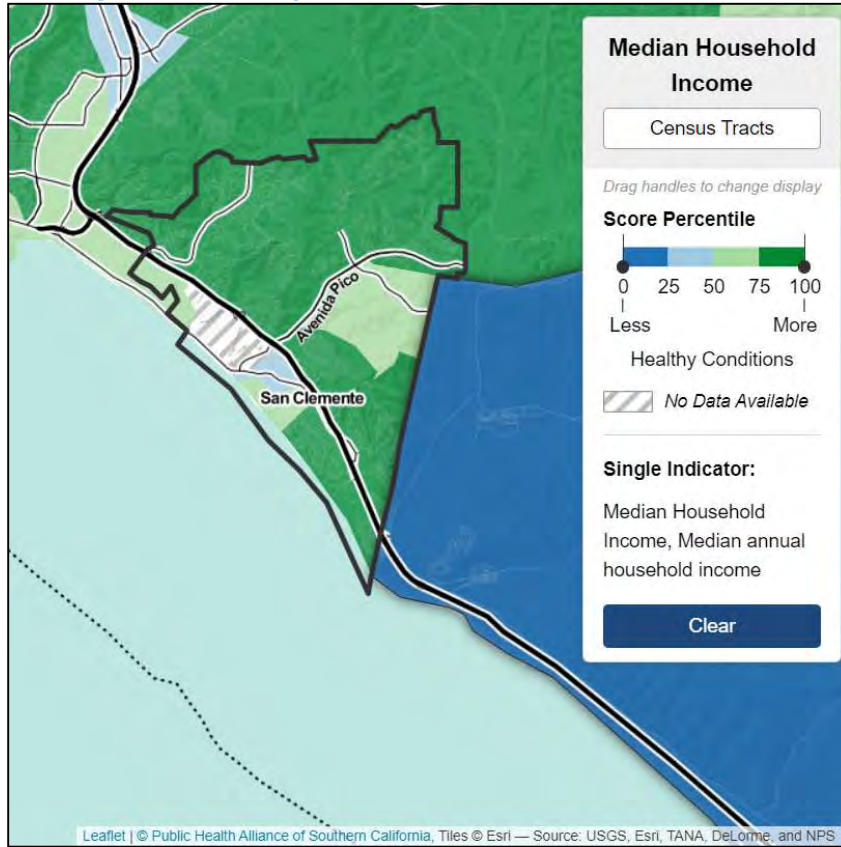 Median Household
Income
Census Tracts
Drag handles to change display
Score Percentile
0 25 50 75 100
Less More
Healthy Conditions
No Data Available
Single Indicator:
Median Household
Income, Median annual
household income
Clear
Avenida Pico
San Clemente
Leaflet | © Public Health Alliance of Southern California, Tiles © Esri — Source: USGS, Esri, TANA, DeLorme, and NPS